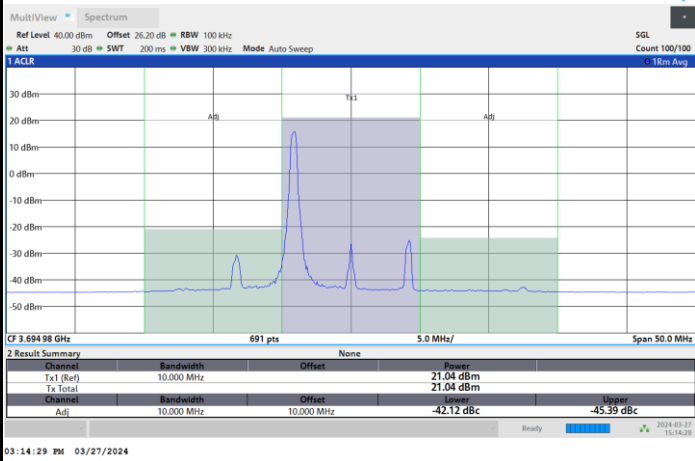 MultiView Spectrum
Ref Level 40.00 dBm Offset 26.20 dB RBW 100 kHz SGL
Att 30 dB SWT 200 ms VBW 300 kHz Mode Auto Sweep Count 100/100
1 ACLR 1Rm Avg
30 dBm
Tx1
20 dBm
Adj Adj
10 dBm
0 dBm
-10 dBm
-20 dBm
-30 dBm
-40 dBm
-50 dBm
CF 3.69498 GHz 691 pts 5.0 MHz/ Span 50.0 MHz
2 Result Summary None
Channel Bandwidth Offset Power
Tx1 (Ref) 10.000 MHz 21.04 dBm
Tx Total 21.04 dBm
Channel Bandwidth Offset Lower Upper
Adj 10.000 MHz 10.000 MHz -42.12 dBc -45.39 dBc
Ready 2024-03-27
15:14:29
03:14:29 PM 03/27/2024